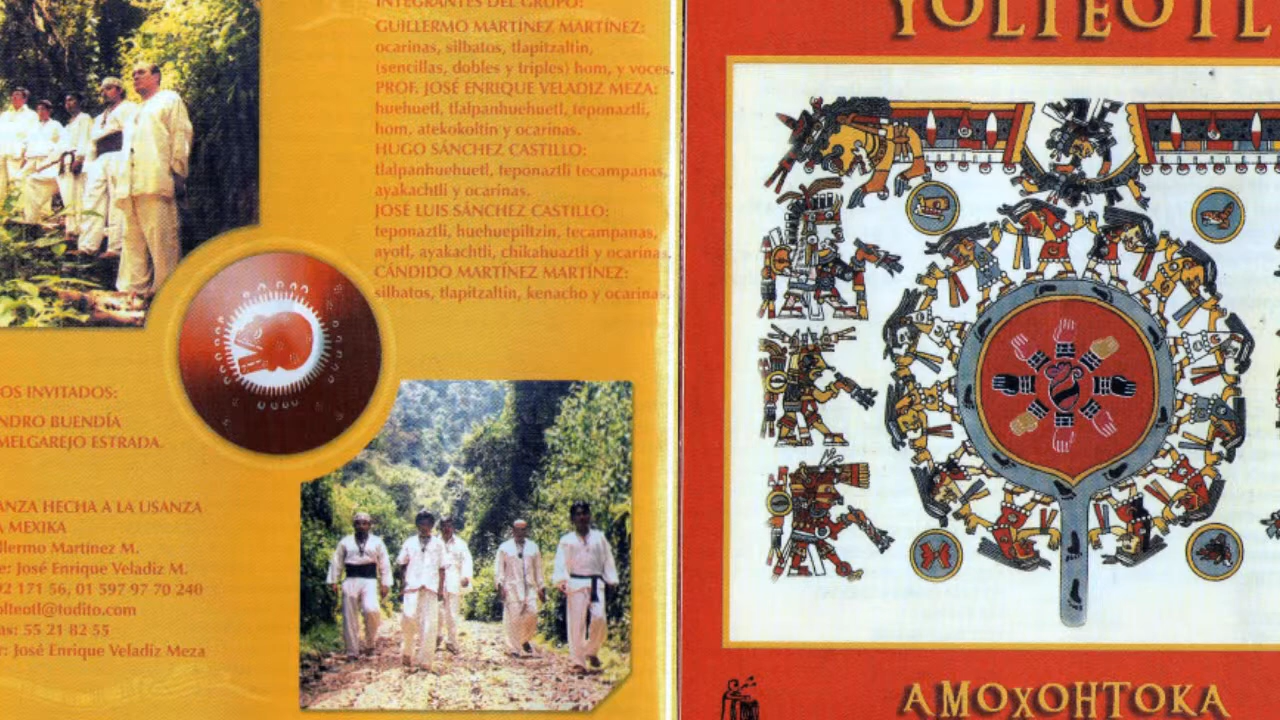 INTEGRANTES DEL GRUPO:
GUILLERMO MARTÍNEZ MARTÍNEZ:
ocarinas, silbatos, tlapitzaltin,
(sencillas, dobles y triples) hom, y voces.
PROF. JOSÉ ENRIQUE VELADIZ MEZA:
huehuetl, tlalpanhuehuetl, teponaztli,
hom, atekokoltin y ocarinas.
HUGO SÁNCHEZ CASTILLO:
tlalpanhuehuetl, teponaztli tecampanas,
ayakachtli y ocarinas.
JOSÉ LUIS SÁNCHEZ CASTILLO:
teponaztli, huehuepiltzin, tecampanas,
ayotl, ayakachtli, chikahuaztli y ocarinas.
CÁNDIDO MARTÍNEZ MARTÍNEZ:
silbatos, tlapitzaltin, kenacho y ocarinas.
OS INVITADOS:
NDRO BUENDÍA
MELGAREJO ESTRADA.
ANZA HECHA A LA USANZA
A MEXIKA
llermo Martínez M.
e: José Enrique Veladiz M.
92 171 56, 01 597 97 70 240
olteotl@todito.com
as: 55 21 82 55
r: José Enrique Veladíz Meza
YOLTEOTL
AMOXOHTOKA